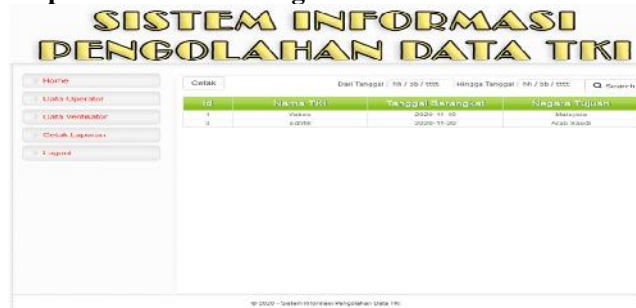 SISTEM INFORMASI
PENGOLAHAN DATA TKI
Home
Data Operator
Data Verifikator
Cetak Laporan
Logout
Cetak
Dari Tanggal : hh / bb / tttt Hingga Tanggal : hh / bb / tttt Search
Id Nama TKI Tanggal Berangkat Negara Tujuan
1 2020-11-10 Malaysia
2020-11-20 Arab Saudi
© 2020 - Sistem Informasi Pengolahan Data TKI